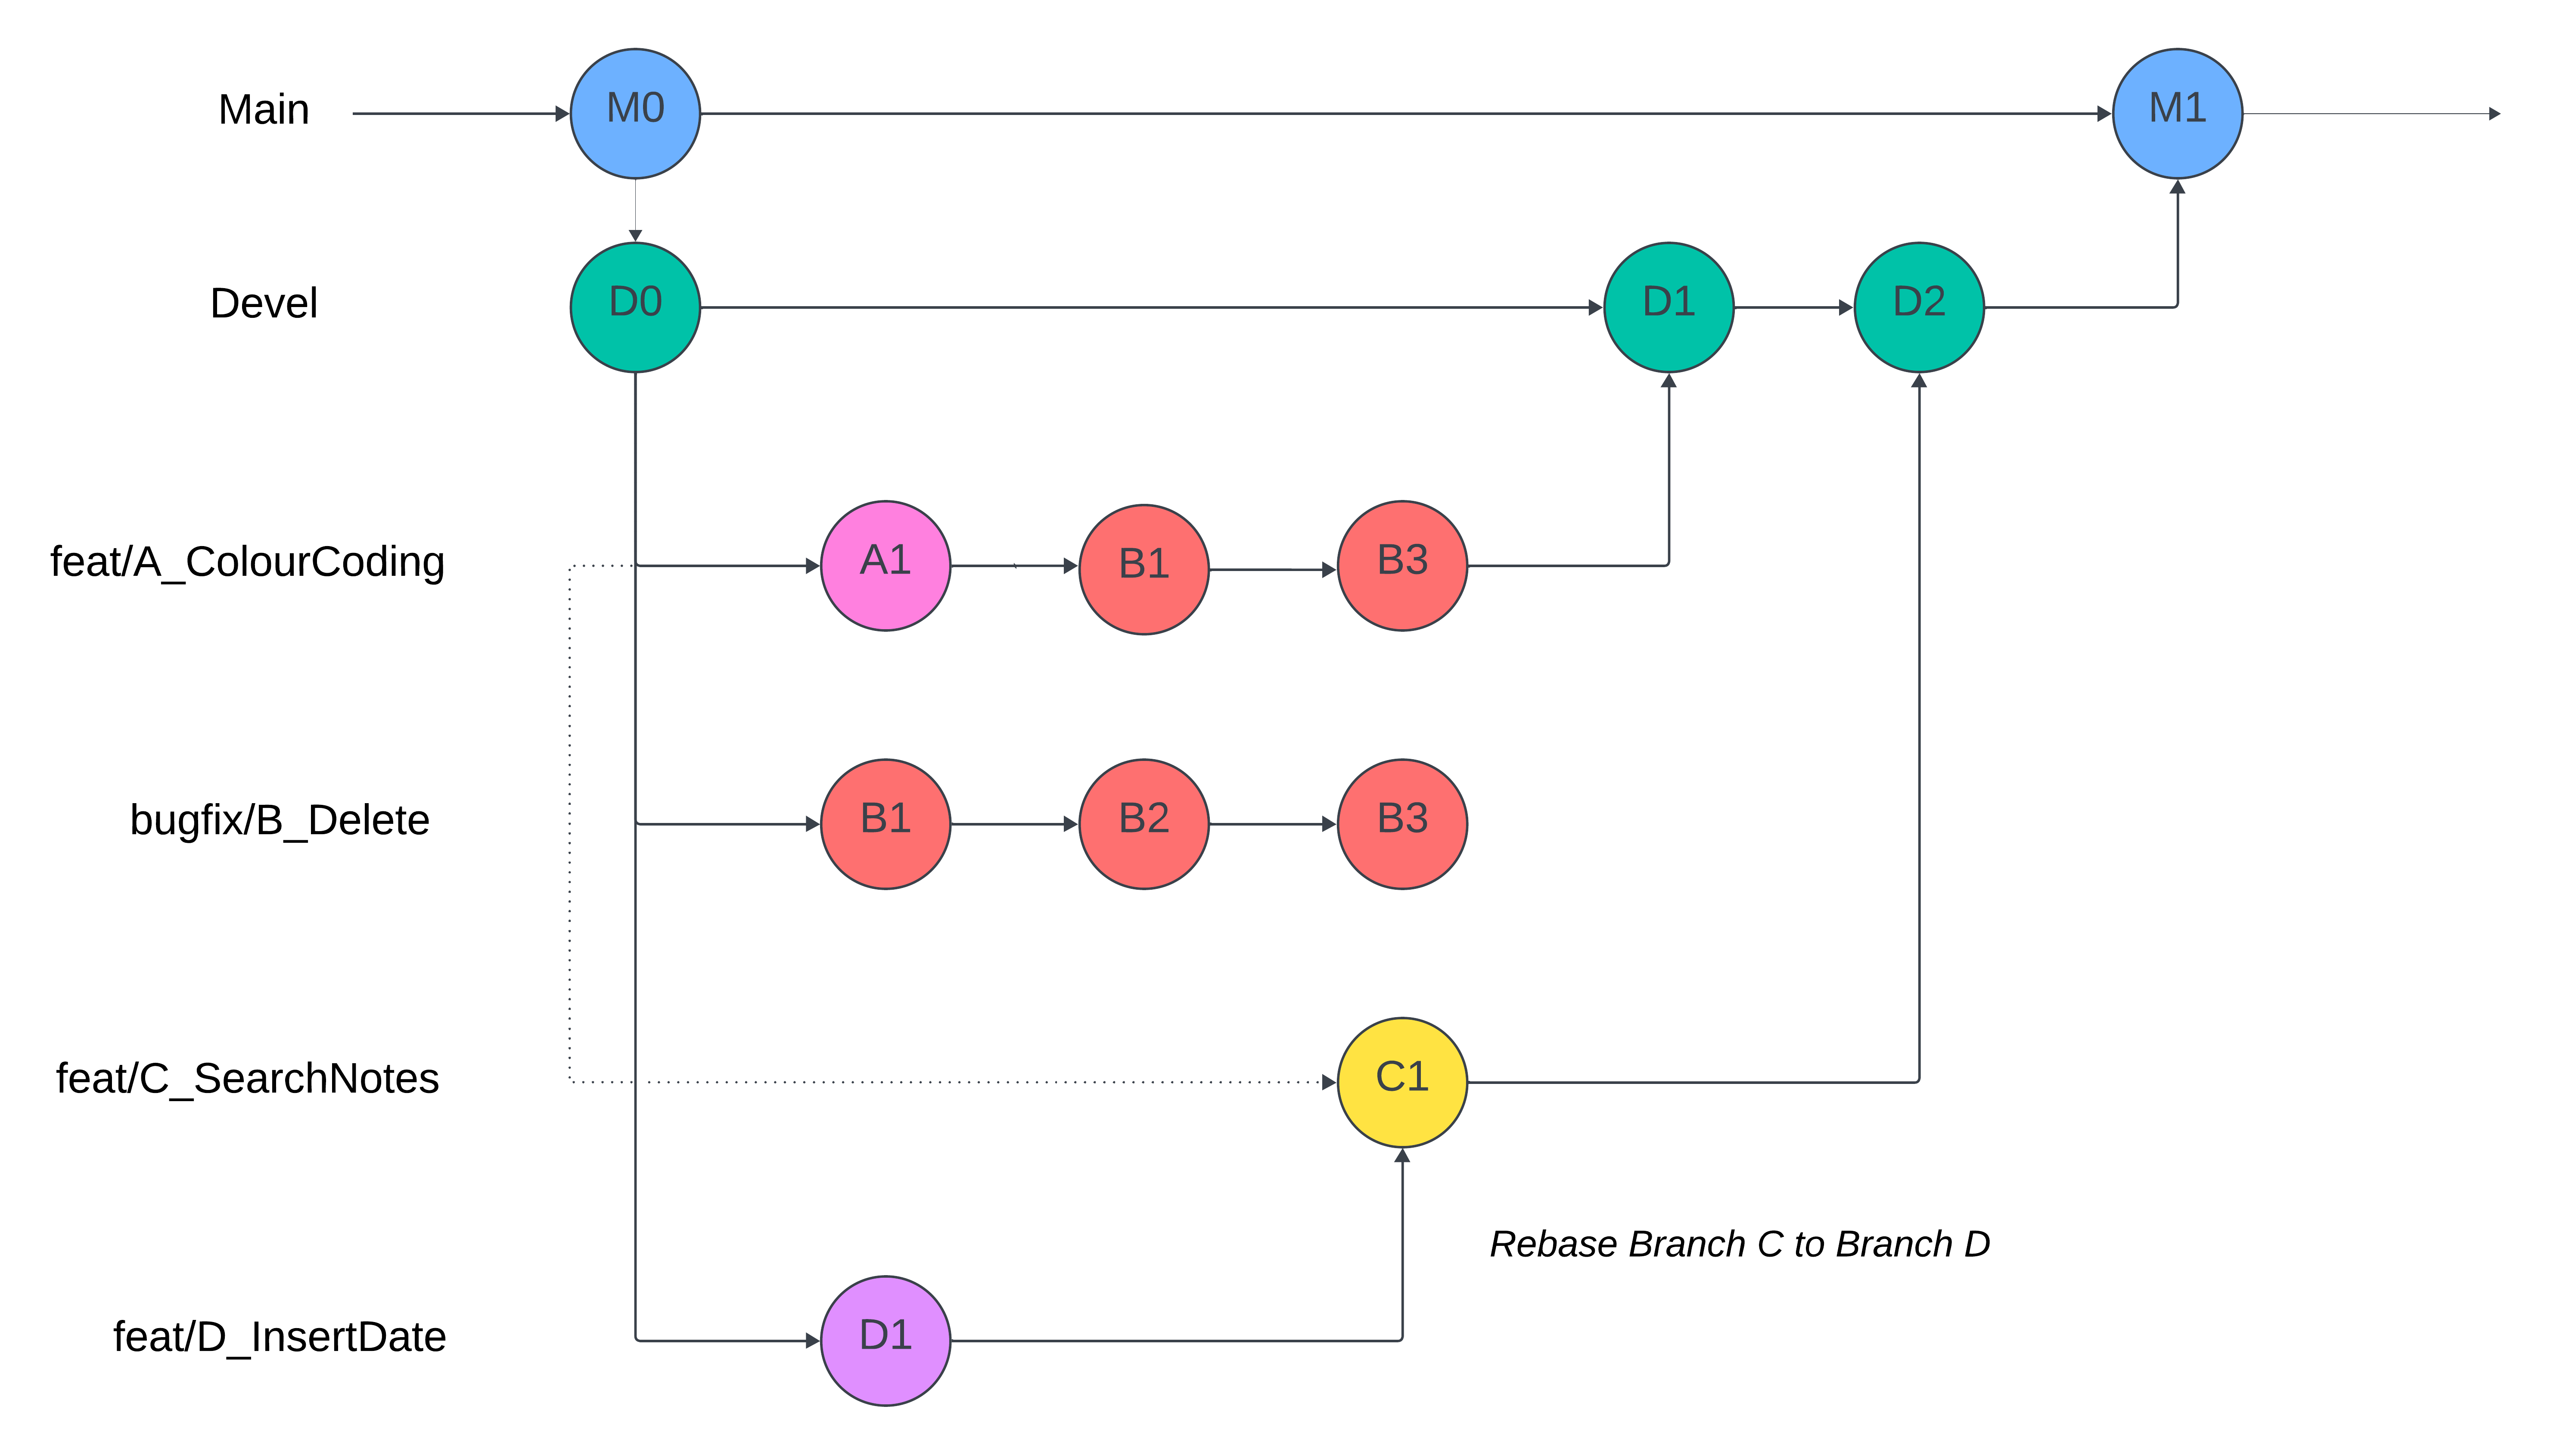 Main M0 M1
Devel D0 D1 D2
feat/A_ColourCoding A1 B1 B3
bugfix/B_Delete B1 B2 B3
feat/C_SearchNotes C1
Rebase Branch C to Branch D
feat/D_InsertDate D1